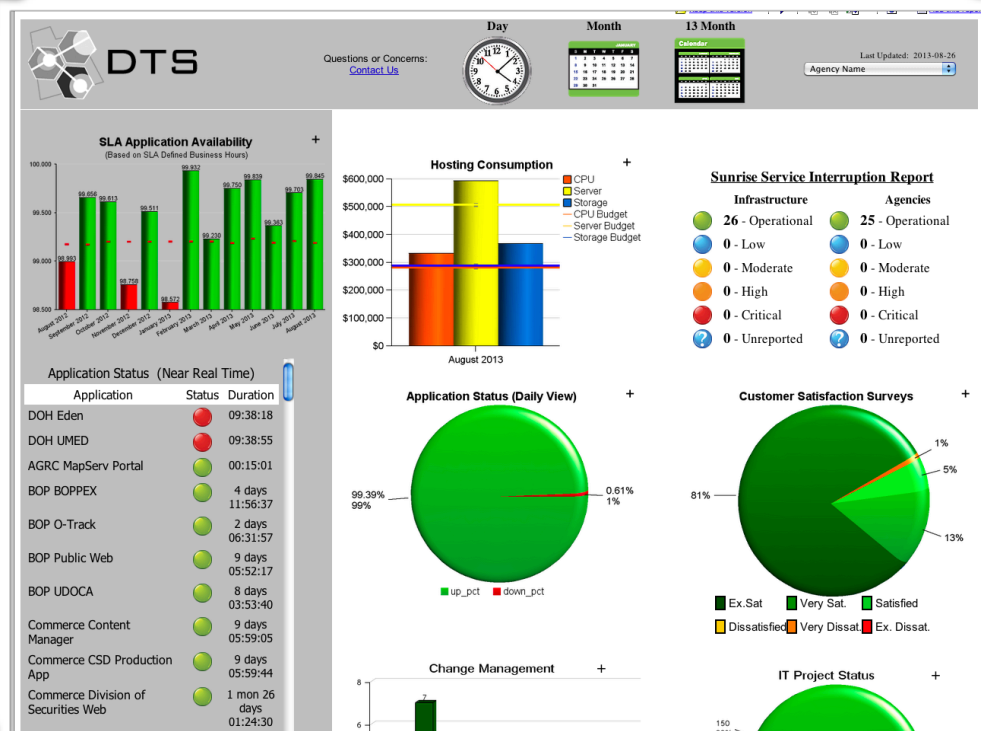 Day
Month
13 Month
DTS
Questions or Concerns:
Contact Us
JANUARY
Calendar
Last Updated: 2013-08-26
Agency Name
SLA Application Availability +
(Based on SLA Defined Business Hours)
100.000
99.500
99.000
98.500
98.993
99.656
99.613
98.758
99.511
98.572
99.932
99.230
99.750
99.839
99.363
99.703
99.845
August 2012
September 2012
October 2012
November 2012
December 2012
January 2013
February 2013
March 2013
April 2013
May 2013
June 2013
July 2013
August 2013
Hosting Consumption +
$600,000
$500,000
$400,000
$300,000
$200,000
$100,000
$0
August 2013
CPU
Server
Storage
CPU Budget
Server Budget
Storage Budget
Sunrise Service Interruption Report
Infrastructure Agencies
26 - Operational 25 - Operational
0 - Low 0 - Low
0 - Moderate 0 - Moderate
0 - High 0 - High
0 - Critical 0 - Critical
? 0 - Unreported ? 0 - Unreported
Application Status (Near Real Time)
Application Status Duration
DOH Eden 09:38:18
DOH UMED 09:38:55
AGRC MapServ Portal 00:15:01
BOP BOPPEX 4 days
11:56:37
BOP O-Track 2 days
06:31:57
BOP Public Web 9 days
05:52:17
BOP UDOCA 8 days
03:53:40
Commerce Content 9 days
Manager 05:59:05
Commerce CSD Production 9 days
App 05:59:44
Commerce Division of 1 mon 26
Securities Web days
01:24:30
Application Status (Daily View) +
99.39%
99%
0.61%
1%
up_pct down_pct
Customer Satisfaction Surveys +
1%
5%
81%
13%
Ex.Sat Very Sat. Satisfied
Dissatisfied Very Dissat. Ex. Dissat.
Change Management +
8
7
6
IT Project Status +
150